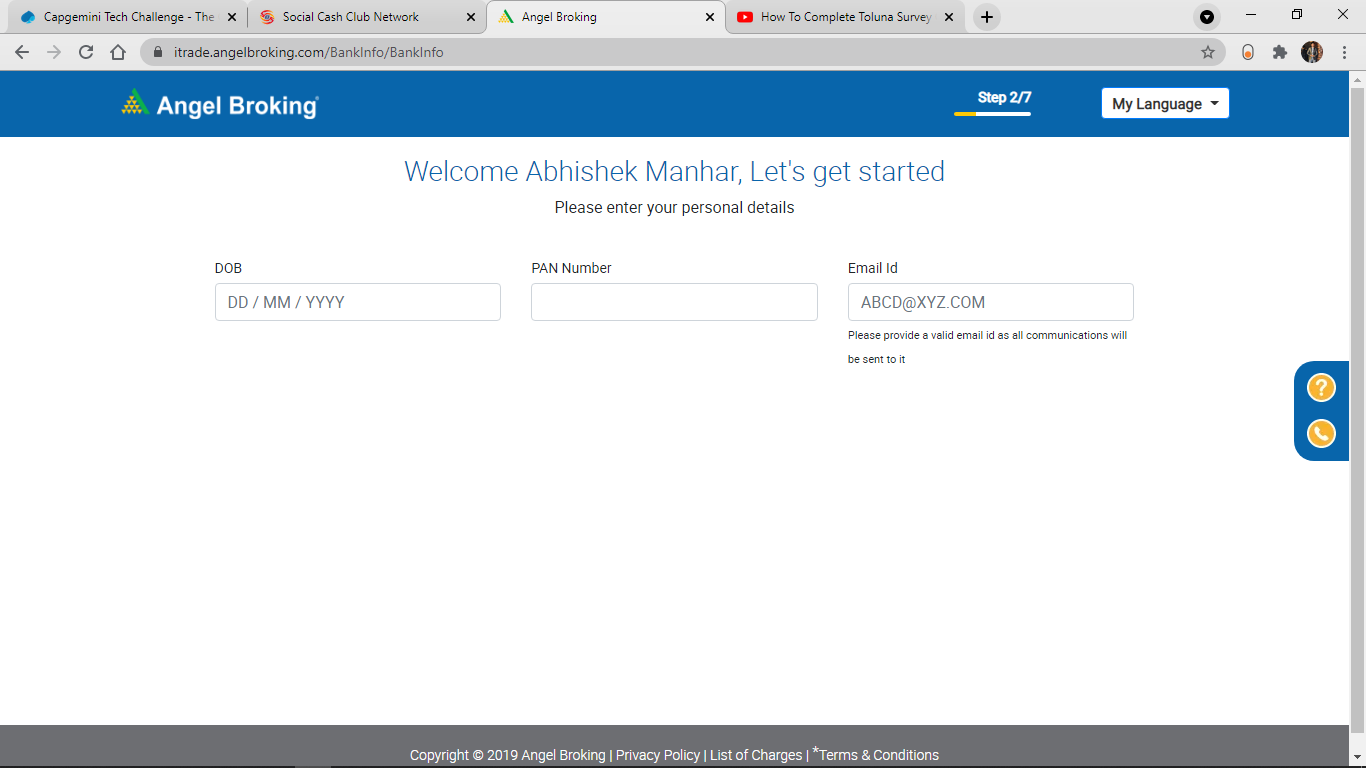 Capgemini Tech Challenge - The
Social Cash Club Network
Angel Broking
How To Complete Toluna Survey
itrade.angelbroking.com/BankInfo/BankInfo
Angel Broking
Step 2/7
My Language
Welcome Abhishek Manhar, Let's get started
Please enter your personal details
DOB
PAN Number
Email Id
DD / MM / YYYY
ABCD@XYZ.COM
Please provide a valid email id as all communications will
be sent to it
?
Copyright © 2019 Angel Broking | Privacy Policy | List of Charges | *Terms & Conditions